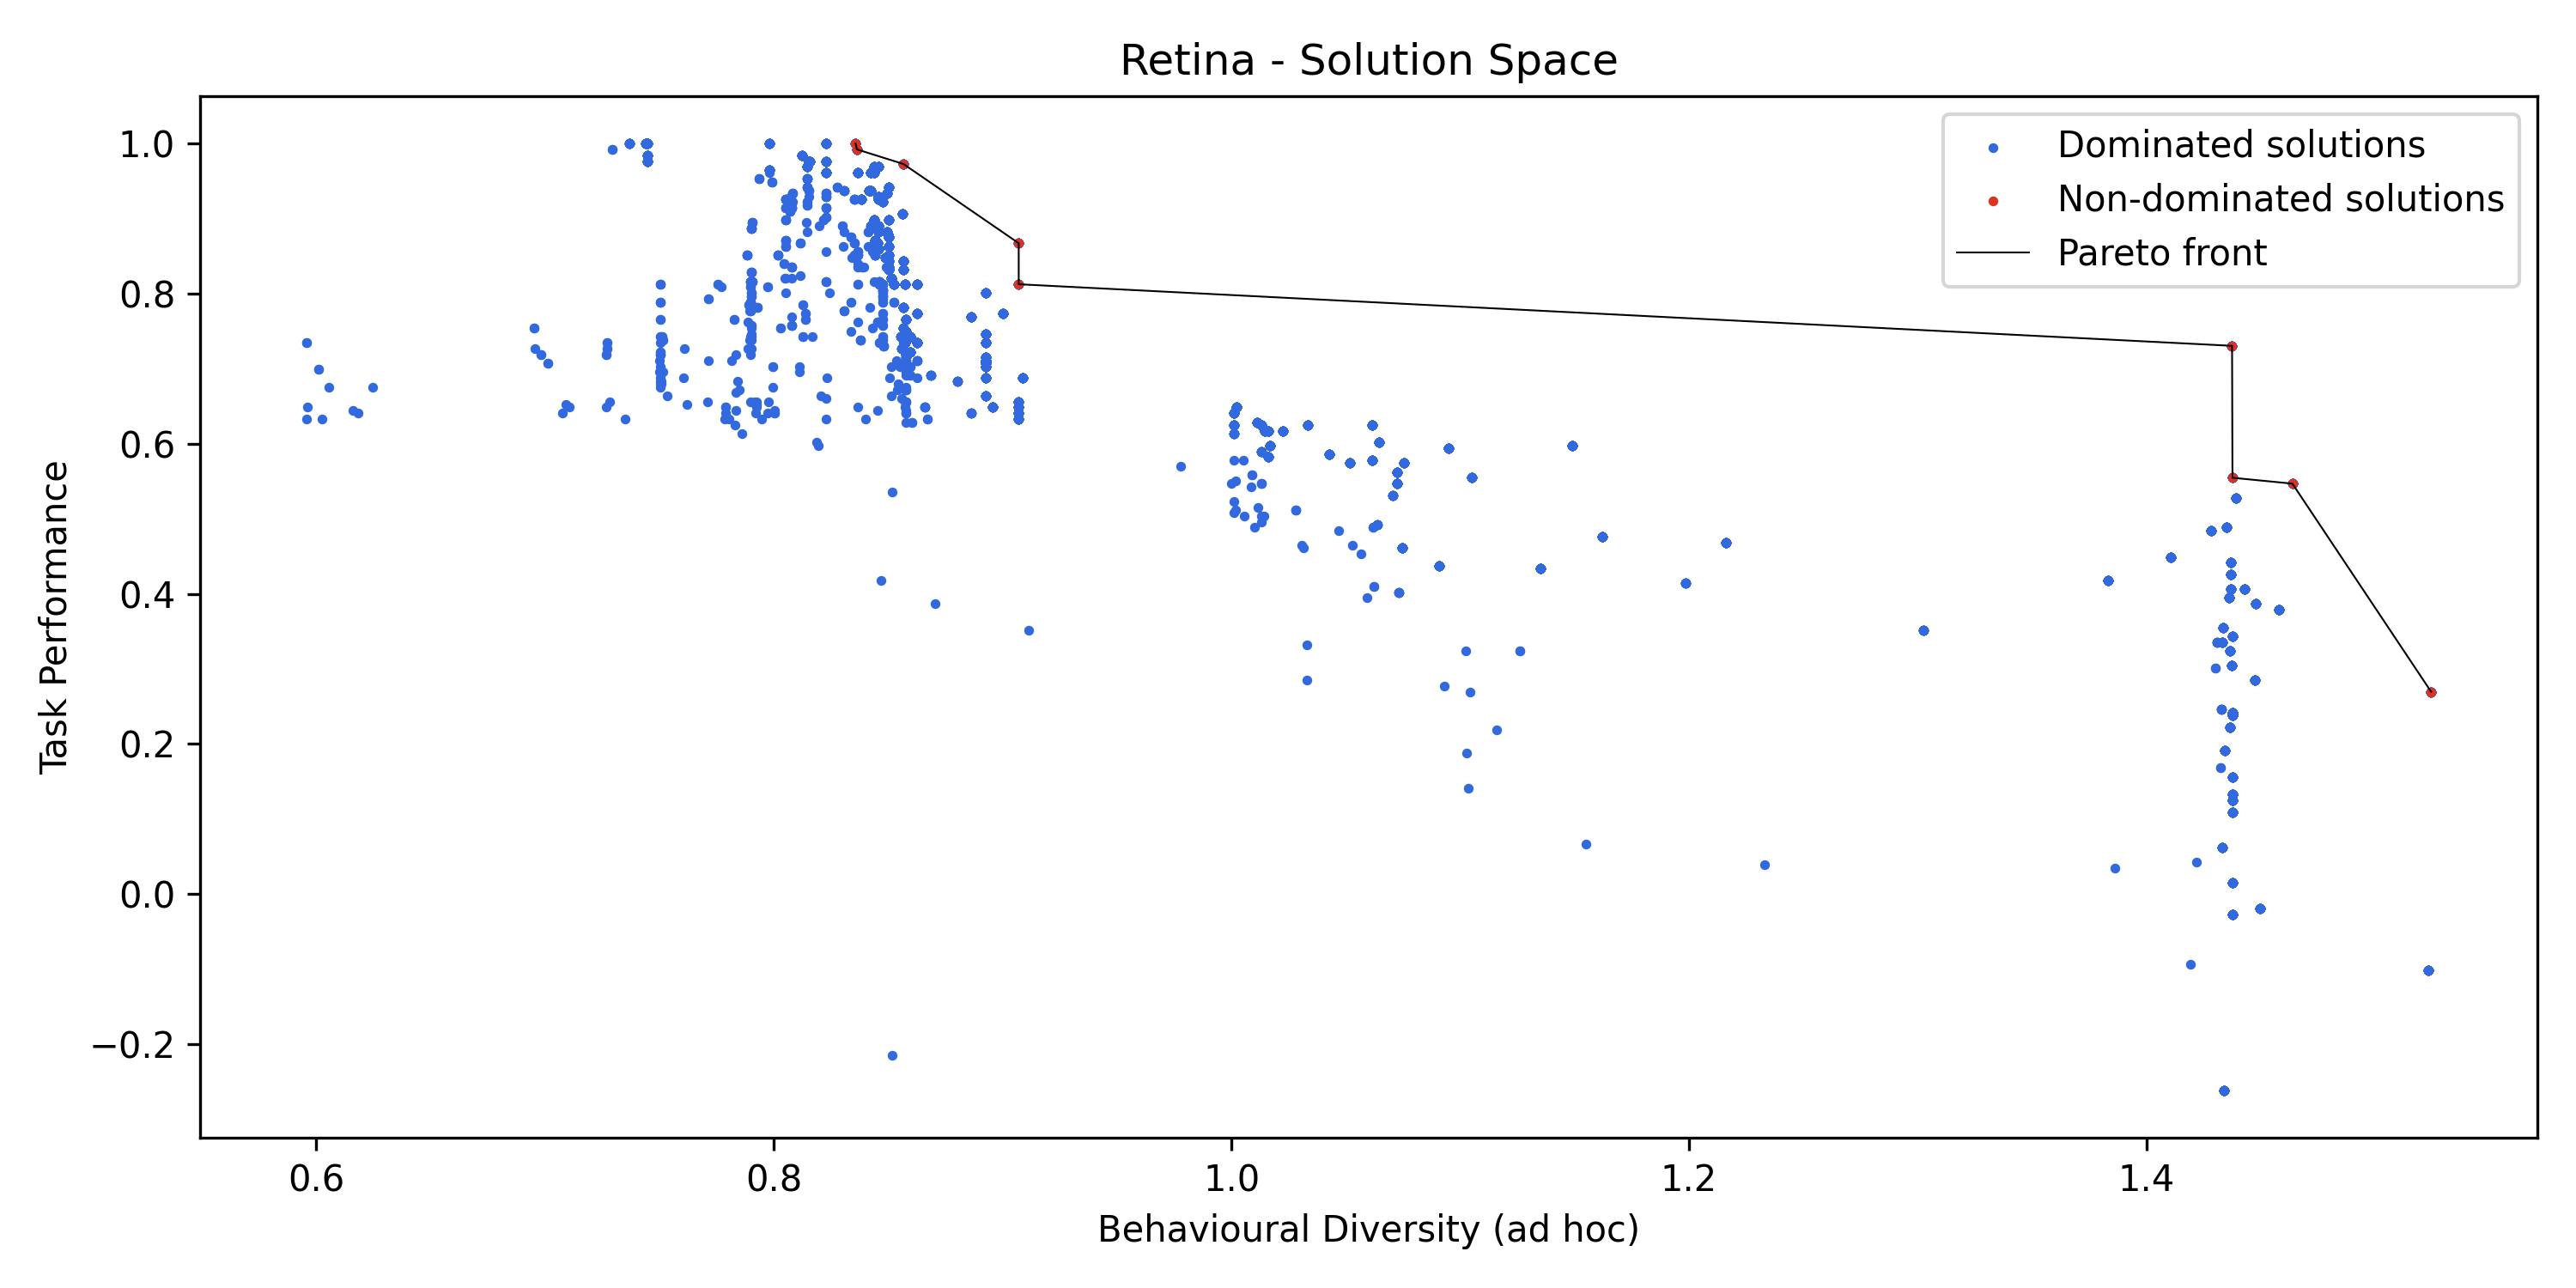 Retina - Solution Space
Dominated solutions
Non-dominated solutions
Pareto front
Task Performance
1.0
0.8
0.6
0.4
0.2
0.0
−0.2
0.6
0.8
1.0
1.2
1.4
Behavioural Diversity (ad hoc)